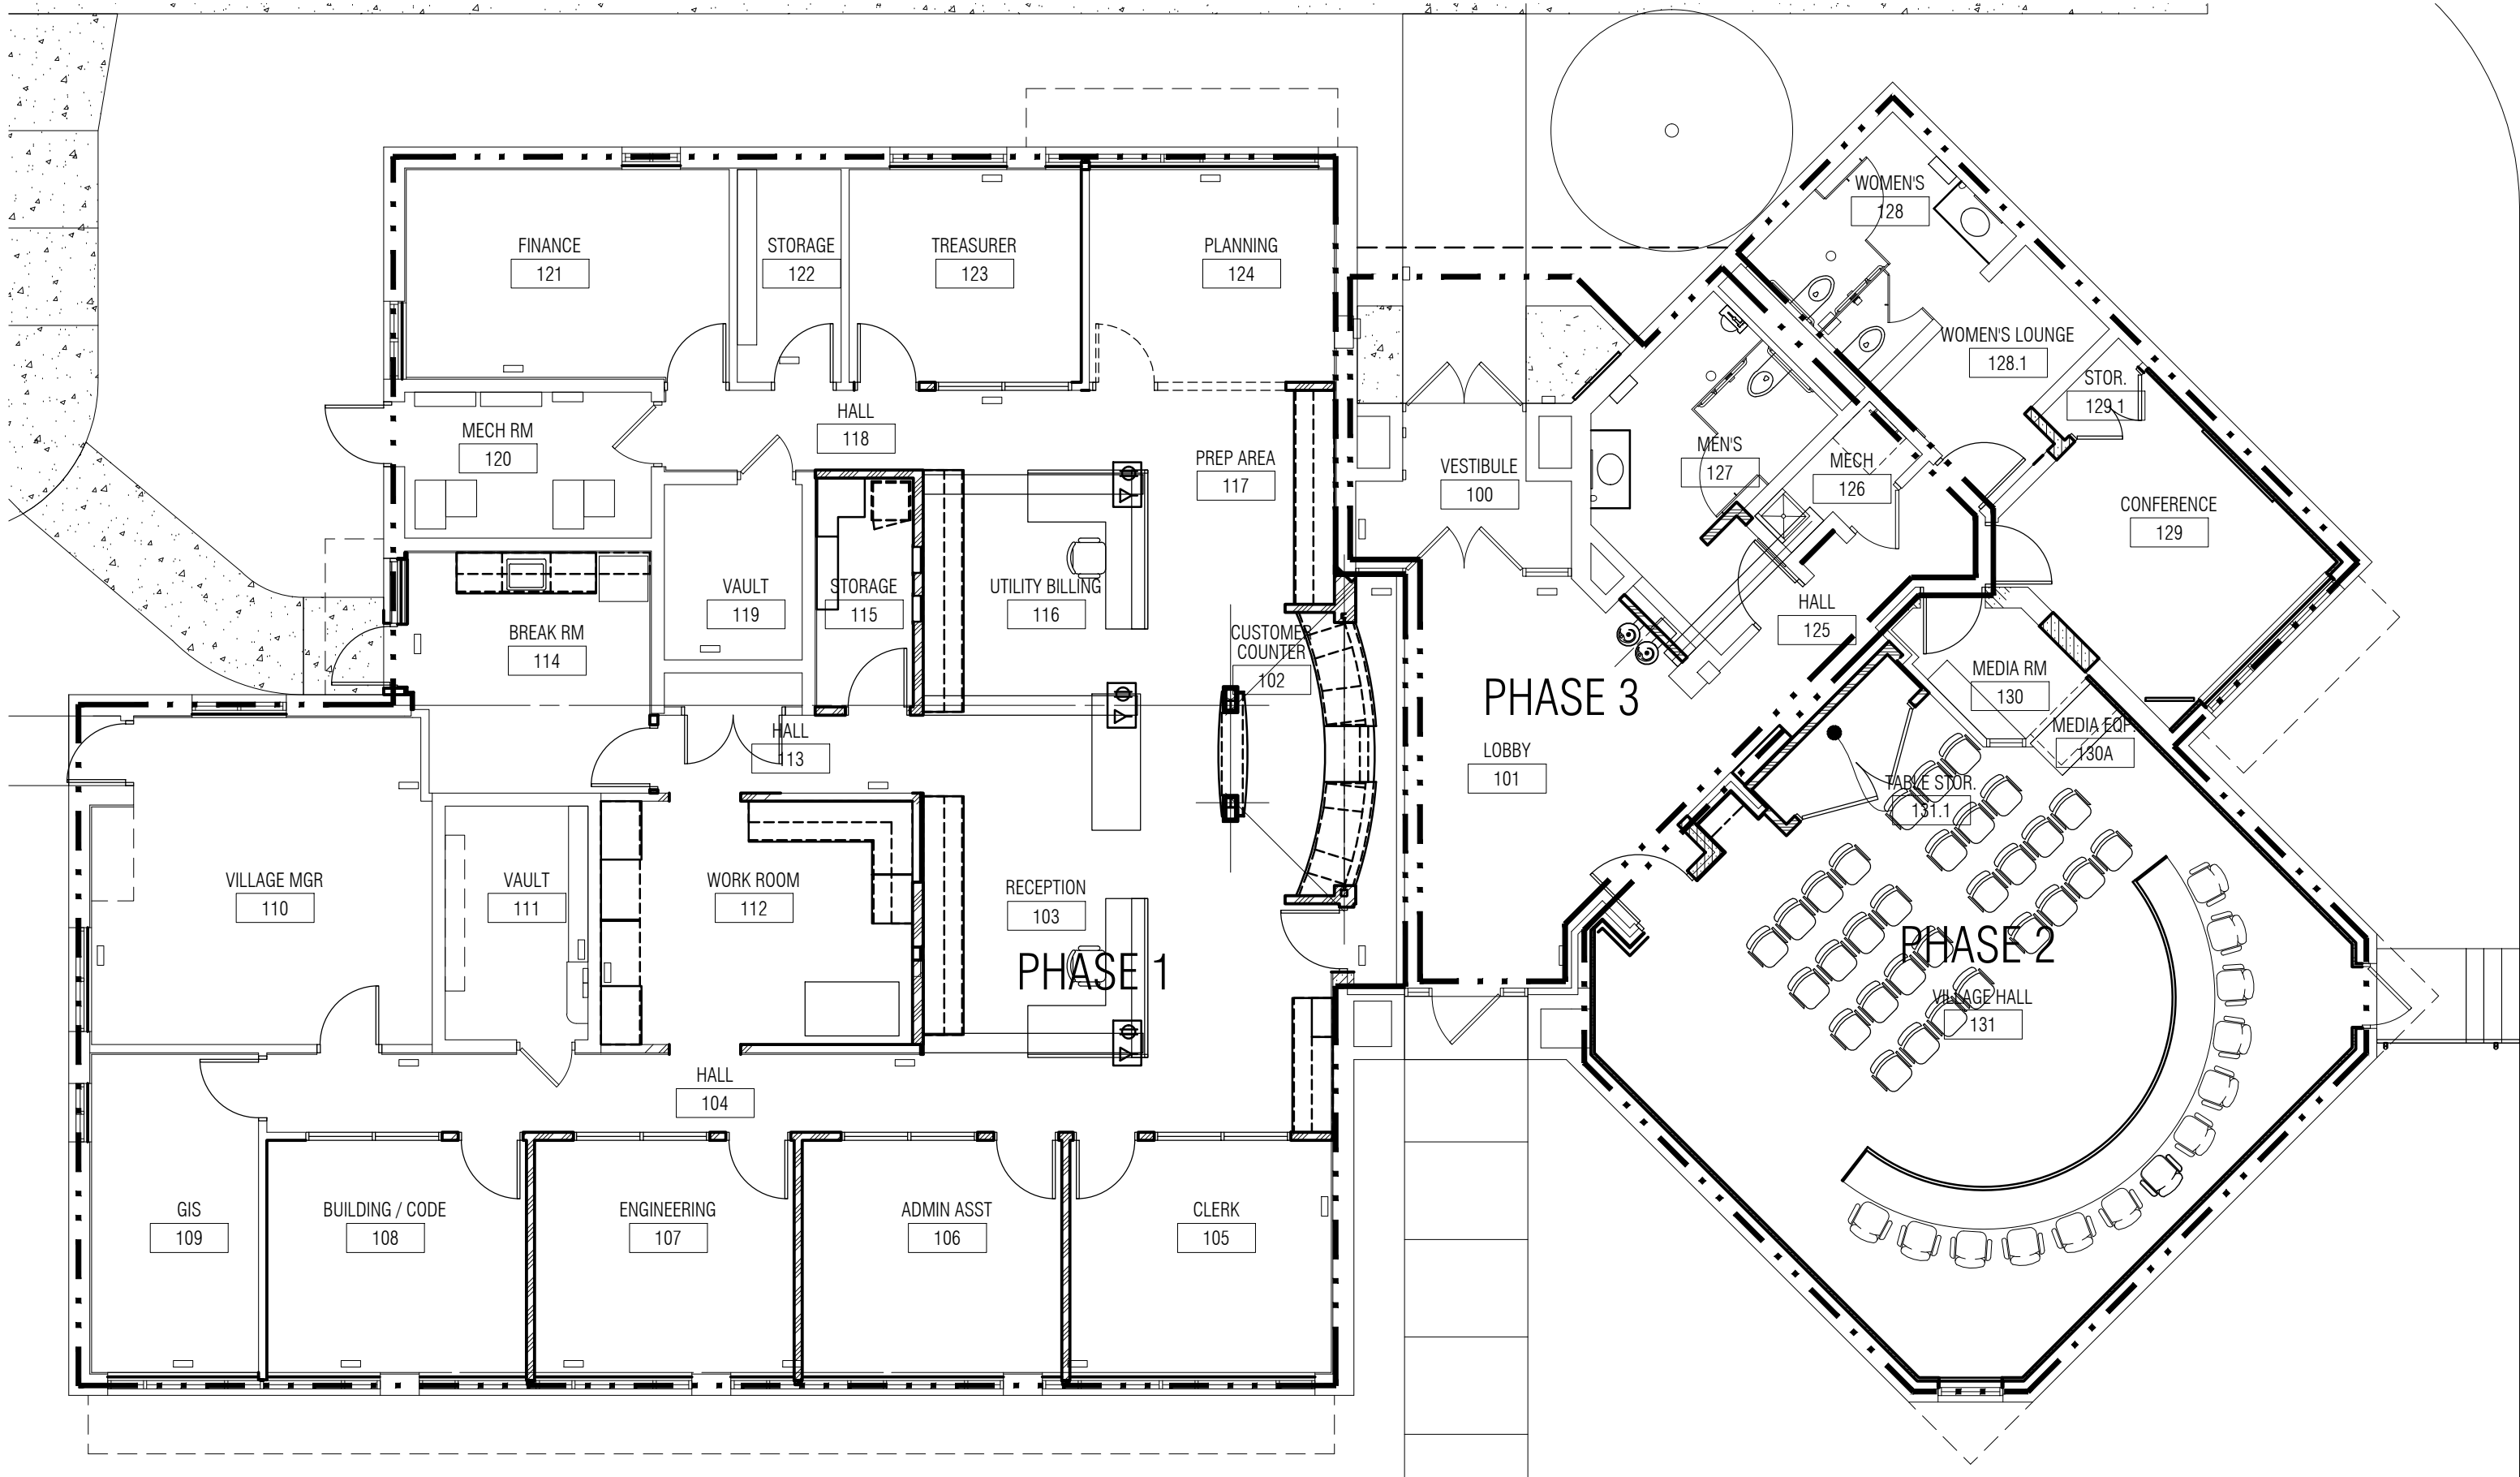 WOMEN'S
128
FINANCE
121
STORAGE
122
TREASURER
123
PLANNING
124
WOMEN'S LOUNGE
128.1
STOR.
129.1
HALL
118
MECH RM
120
PREP AREA
117
VESTIBULE
100
MEN'S
127
MECH
126
CONFERENCE
129
VAULT
119
STORAGE
115
UTILITY BILLING
116
HALL
125
BREAK RM
114
CUSTOMER
COUNTER
102
MEDIA RM
130
PHASE 3
MEDIA EQP.
130A
HALL
113
LOBBY
101
TABLE STOR.
131.1
VILLAGE MGR
110
VAULT
111
WORK ROOM
112
RECEPTION
103
PHASE 1
PHASE 2
VILLAGE HALL
131
HALL
104
GIS
109
BUILDING / CODE
108
ENGINEERING
107
ADMIN ASST
106
CLERK
105